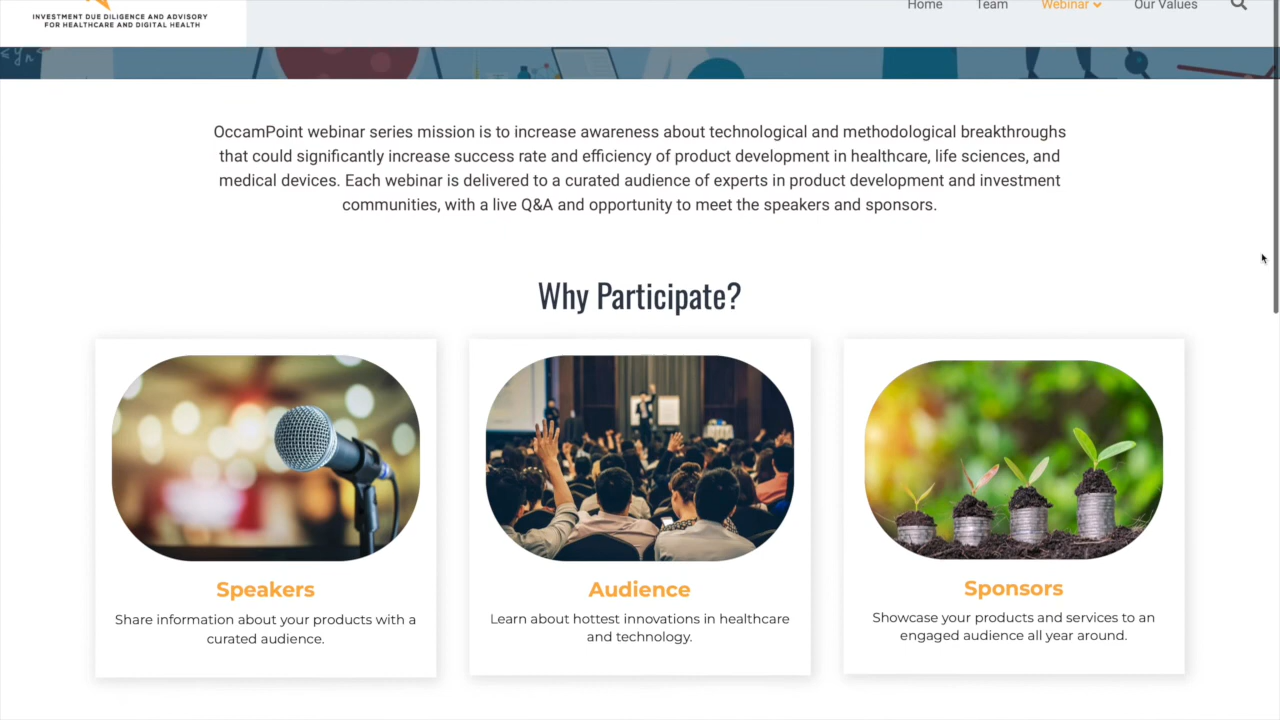 INVESTMENT DUE DILIGENCE AND ADVISORY
FOR HEALTHCARE AND DIGITAL HEALTH
Home
Team
Webinar
Our Values
OccamPoint webinar series mission is to increase awareness about technological and methodological breakthroughs
that could significantly increase success rate and efficiency of product development in healthcare, life sciences, and
medical devices. Each webinar is delivered to a curated audience of experts in product development and investment
communities, with a live Q&A and opportunity to meet the speakers and sponsors.
Why Participate?
Speakers
Share information about your products with a
curated audience.
Audience
Learn about hottest innovations in healthcare
and technology.
Sponsors
Showcase your products and services to an
engaged audience all year around.